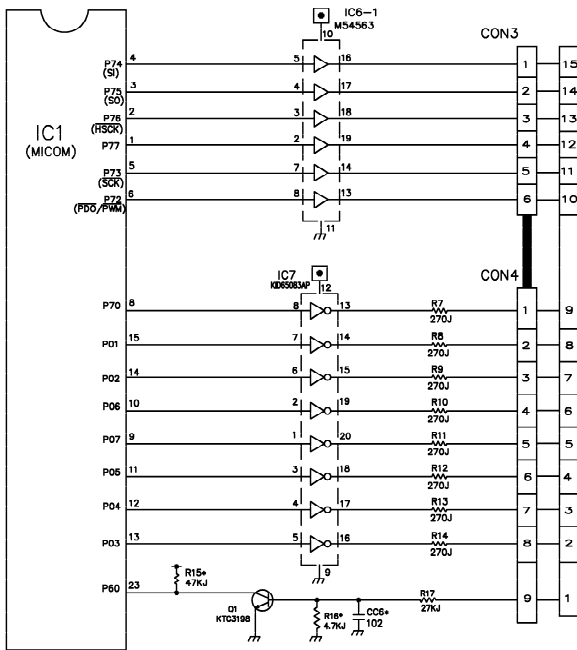 IC6-1
M54563
10
CON3
P74 4 5 16 1 15
(SI)
P75 3 4 17 2 14
(SO)
P76 2 3 18 3 13
(HSCK)
IC1
(MICOM)
P77 1 2 19 4 12
P73 5 7 14 5 11
(SCK)
P72 6 8 13 6 10
(PDO/PWM)
11
IC7
KID65083AP
12
CON4
P70 8 8 13 R7 1 9
270J
P01 15 7 14 R8 2 8
270J
P02 14 6 15 R9 3 7
270J
P06 10 2 19 R10 4 6
270J
P07 9 1 20 R11 5 5
270J
P05 11 3 18 R12 6 4
270J
P04 12 4 17 R13 7 3
270J
P03 13 5 16 R14 8 2
270J
9
R15*
47KJ
P60 23
Q1
KTC3198
R16*
4.7KJ
CC6*
102
R17
27KJ
9 1